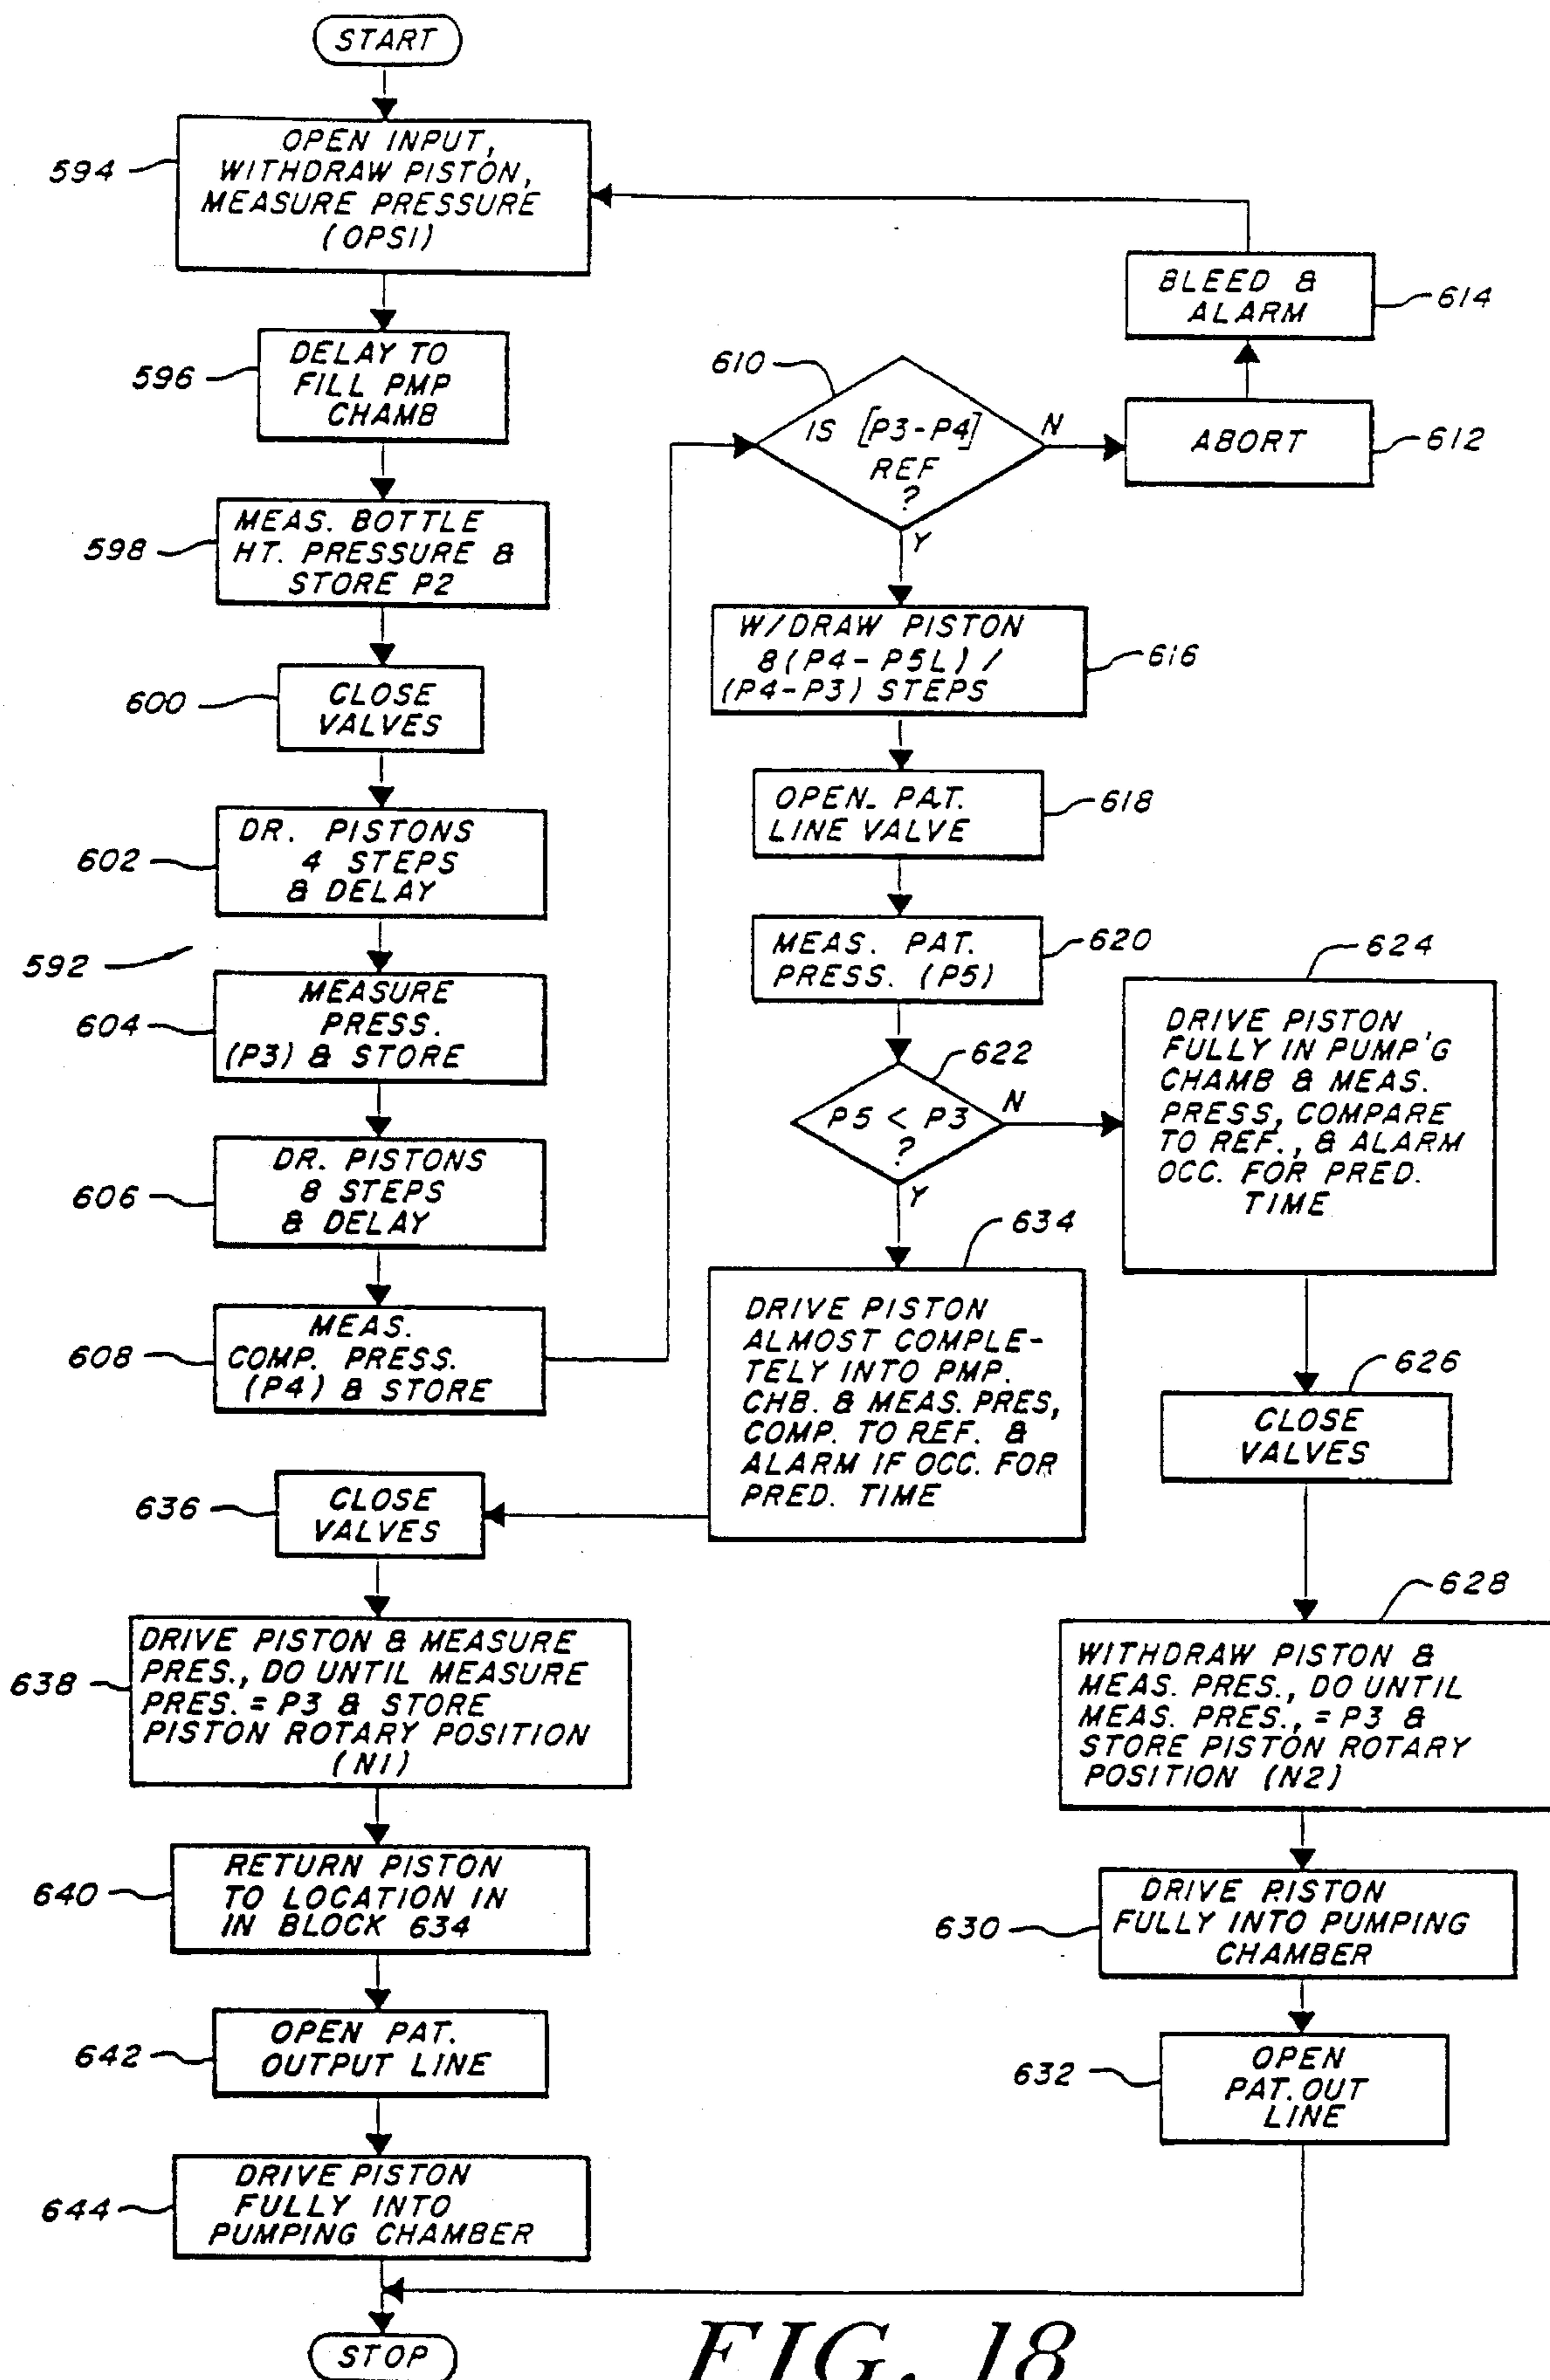 START
OPEN INPUT,
WITHDRAW PISTON,
MEASURE PRESSURE
(OPS1)
594
DELAY TO
FILL PMP
CHAMB
596
MEAS. BOTTLE
HT. PRESSURE &
STORE P2
598
CLOSE
VALVES
600
DR. PISTONS
4 STEPS
& DELAY
602
592
MEASURE
PRESS.
(P3) & STORE
604
DR. PISTONS
8 STEPS
& DELAY
606
MEAS.
COMP. PRESS.
(P4) & STORE
608
610
IS [P3-P4]
REF
?
N
Y
ABORT
612
BLEED &
ALARM
614
W/DRAW PISTON
8(P4-P5L)/
(P4-P3) STEPS
616
OPEN. PAT.
LINE VALVE
618
MEAS. PAT.
PRESS. (P5)
620
622
P5 < P3
?
N
Y
624
DRIVE PISTON
FULLY IN PUMP'G
CHAMB & MEAS.
PRESS, COMPARE
TO REF., & ALARM
OCC. FOR PRED.
TIME
626
CLOSE
VALVES
628
WITHDRAW PISTON &
MEAS. PRES., DO UNTIL
MEAS. PRES., = P3 &
STORE PISTON ROTARY
POSITION (N2)
DRIVE PISTON
FULLY INTO PUMPING
CHAMBER
630
OPEN
PAT. OUT
LINE
632
634
DRIVE PISTON
ALMOST COMPLE-
TELY INTO PMP.
CHB. & MEAS. PRES,
COMP. TO REF. &
ALARM IF OCC. FOR
PRED. TIME
636
CLOSE
VALVES
DRIVE PISTON & MEASURE
PRES., DO UNTIL MEASURE
PRES. = P3 & STORE
PISTON ROTARY POSITION
(N1)
638
RETURN PISTON
TO LOCATION IN
IN BLOCK 634
640
OPEN PAT.
OUTPUT LINE
642
DRIVE PISTON
FULLY INTO
PUMPING CHAMBER
644
STOP
FIG. 18